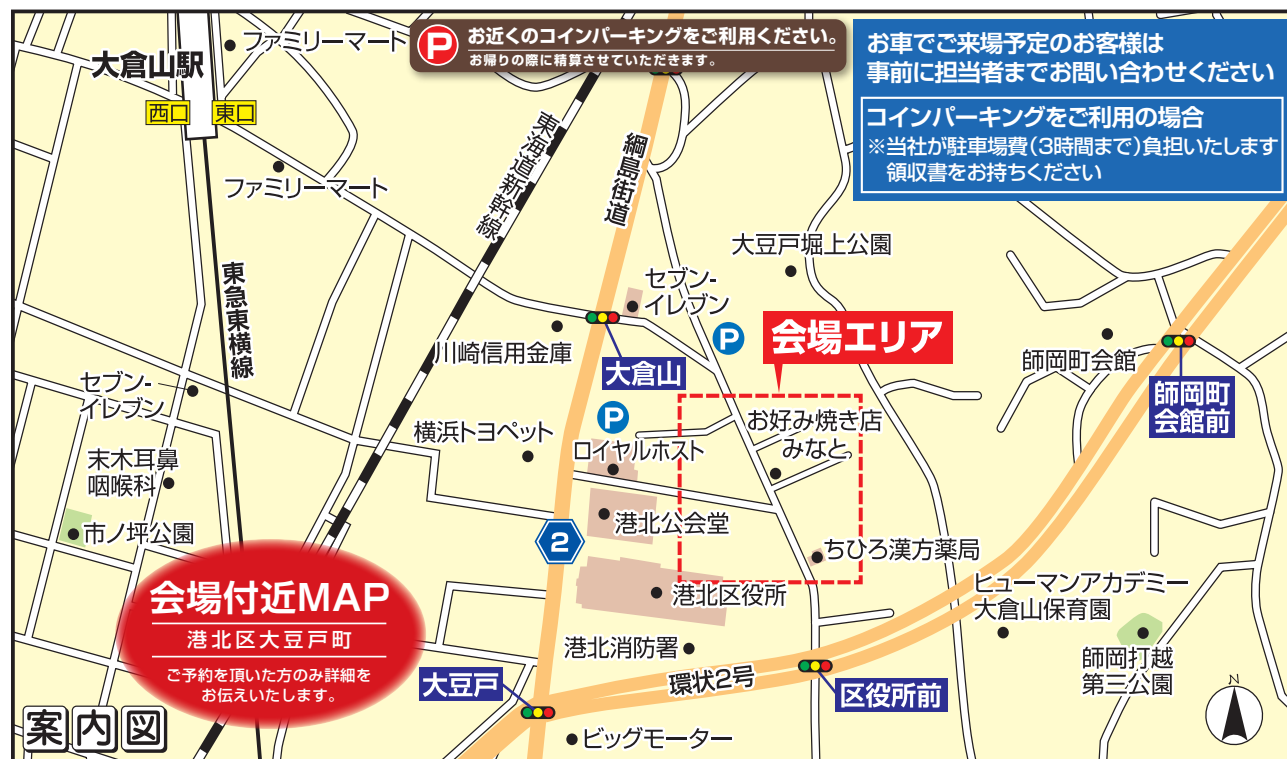 ファミリーマート
大倉山駅
西口
東口
ファミリーマート
P
お近くのコインパーキングをご利用ください。
お帰りの際に精算させていただきます。
お車でご来場予定のお客様は
事前に担当者までお問い合わせください
コインパーキングをご利用の場合
※当社が駐車場費(3時間まで)負担いたします
領収書をお持ちください
東海道新幹線
綱島街道
東急東横線
大豆戸堀上公園
セブン-
イレブン
P
会場エリア
川崎信用金庫
大倉山
師岡町会館
師岡町
会館前
セブン-
イレブン
P
お好み焼き店
みなと。
横浜トヨペット
ロイヤルホスト
末木耳鼻
咽喉科
市ノ坪公園
2
港北公会堂
ちひろ漢方薬局
港北区役所
ヒューマンアカデミー
大倉山保育園
会場付近MAP
港北区大豆戸町
ご予約を頂いた方のみ詳細を
お伝えいたします。
港北消防署
師岡打越
第三公園
大豆戸
環状2号
区役所前
案内図
ビッグモーター
N